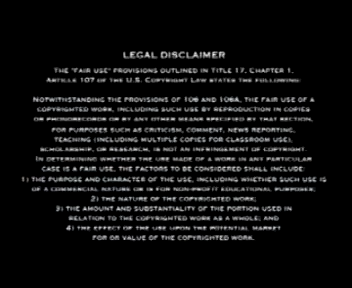 LEGAL DISCLAIMER
THE "FAIR USE" PROVISIONS OUTLINED IN TITLE 17, CHAPTER 1,
ARTICLE 107 OF THE U.S. COPYRIGHT LAW STATES THE FOLLOWING:
NOTWITHSTANDING THE PROVISIONS OF 106 AND 106A, THE FAIR USE OF A
COPYRIGHTED WORK, INCLUDING SUCH USE BY REPRODUCTION IN COPIES
OR PHONORECORDS OR BY ANY OTHER MEANS SPECIFIED BY THAT SECTION,
FOR PURPOSES SUCH AS CRITICISM, COMMENT, NEWS REPORTING,
TEACHING (INCLUDING MULTIPLE COPIES FOR CLASSROOM USE),
SCHOLARSHIP, OR RESEARCH, IS NOT AN INFRINGEMENT OF COPYRIGHT.
IN DETERMINING WHETHER THE USE MADE OF A WORK IN ANY PARTICULAR
CASE IS A FAIR USE, THE FACTORS TO BE CONSIDERED SHALL INCLUDE:
1) THE PURPOSE AND CHARACTER OF THE USE, INCLUDING WHETHER SUCH USE IS
OF A COMMERCIAL NATURE OR IS FOR NON-PROFIT EDUCATIONAL PURPOSES;
2) THE NATURE OF THE COPYRIGHTED WORK;
3) THE AMOUNT AND SUBSTANTIALITY OF THE PORTION USED IN
RELATION TO THE COPYRIGHTED WORK AS A WHOLE; AND
4) THE EFFECT OF THE USE UPON THE POTENTIAL MARKET
FOR OR VALUE OF THE COPYRIGHTED WORK.